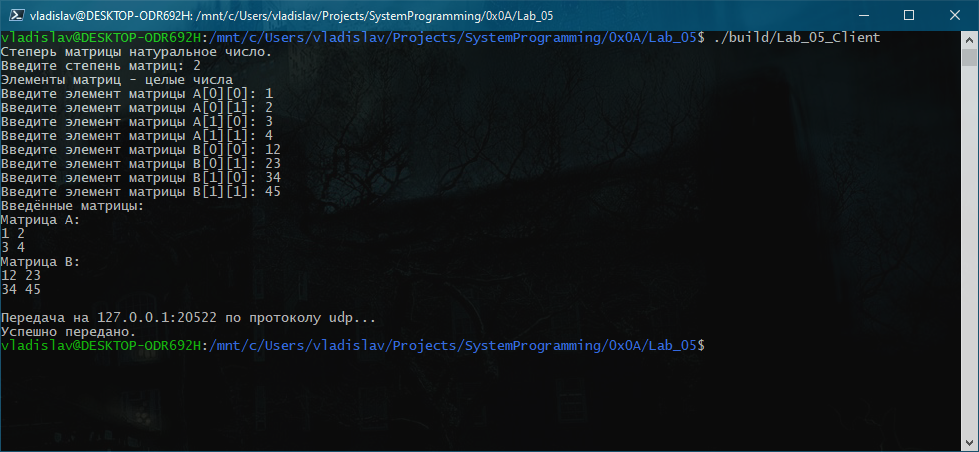 vladislav@DESKTOP-ODR692H: /mnt/c/Users/vladislav/Projects/SystemProgramming/0x0A/Lab_05
vladislav@DESKTOP-ODR692H:/mnt/c/Users/vladislav/Projects/SystemProgramming/0x0A/Lab_05$ ./build/Lab_05_Client
Степерь матрицы натуральное число.
Введите степень матриц: 2
Элементы матриц - целые числа
Введите элемент матрицы A[0][0]: 1
Введите элемент матрицы A[0][1]: 2
Введите элемент матрицы A[1][0]: 3
Введите элемент матрицы A[1][1]: 4
Введите элемент матрицы B[0][0]: 12
Введите элемент матрицы B[0][1]: 23
Введите элемент матрицы B[1][0]: 34
Введите элемент матрицы B[1][1]: 45
Введённые матрицы:
Матрица A:
1 2
3 4
Матрица B:
12 23
34 45
Передача на 127.0.0.1:20522 по протоколу udp...
Успешно передано.
vladislav@DESKTOP-ODR692H:/mnt/c/Users/vladislav/Projects/SystemProgramming/0x0A/Lab_05$